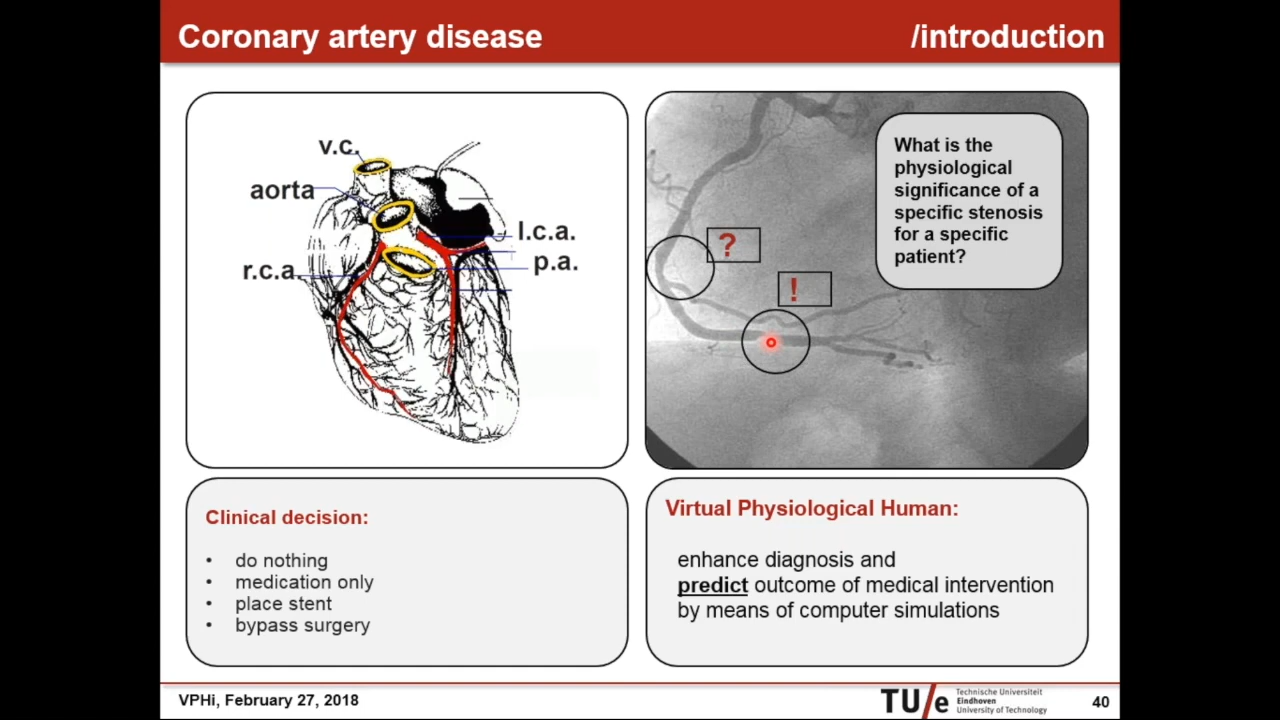 Coronary artery disease
/introduction
v.c.
aorta
l.c.a.
p.a.
r.c.a.
What is the
physiological
significance of a
specific stenosis
for a specific
patient?
?
!
Clinical decision:
• do nothing
• medication only
• place stent
• bypass surgery
Virtual Physiological Human:
enhance diagnosis and
predict outcome of medical intervention
by means of computer simulations
VPHi, February 27, 2018
TU/e
Technische Universiteit
Eindhoven
University of Technology
40